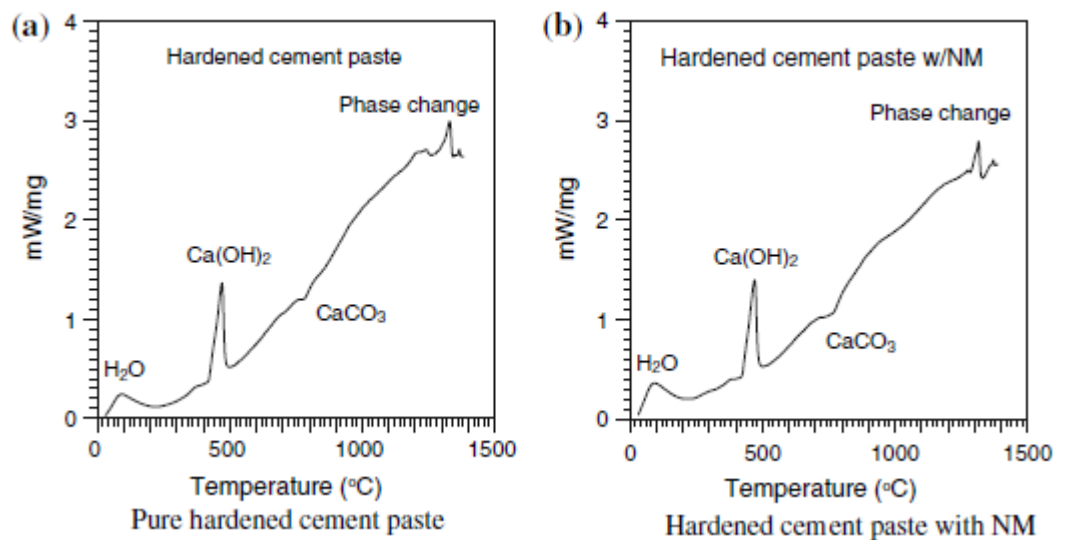 (a)
4
3
2
1
0
mW/mg
Hardened cement paste
Phase change
Ca(OH)₂
CaCO₃
H₂O
0 500 1000 1500
Temperature (°C)
Pure hardened cement paste
(b)
4
3
2
1
0
mW/mg
Hardened cement paste w/NM
Phase change
Ca(OH)₂
CaCO₃
H₂O
0 500 1000 1500
Temperature (°C)
Hardened cement paste with NM